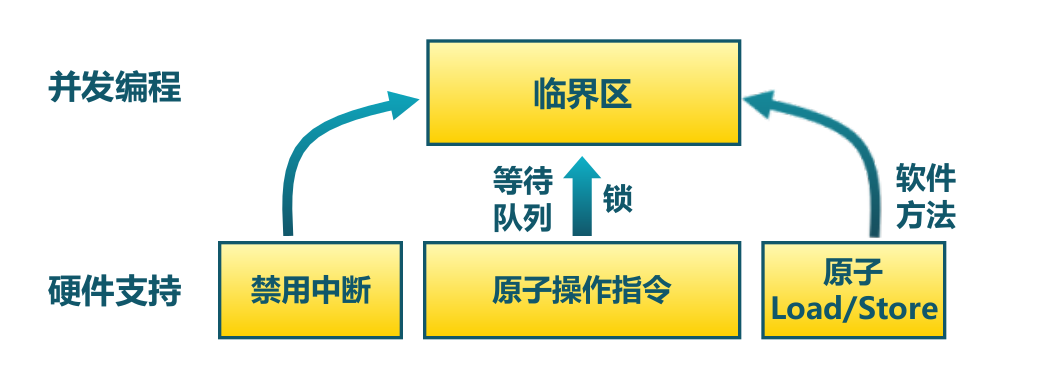 并发编程
临界区
等待
队列
锁
软件
方法
硬件支持
禁用中断
原子操作指令
原子
Load/Store